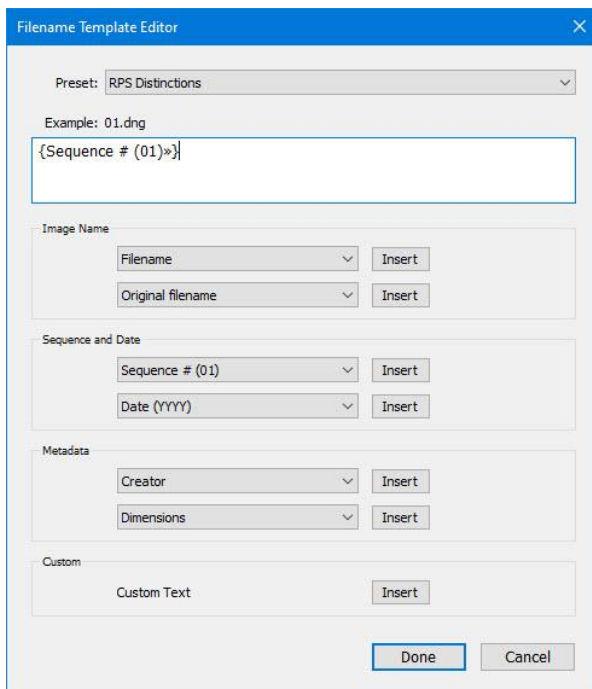 Filename Template Editor
Preset: RPS Distinctions
Example: 01.dng
{Sequence # (01)»}
Image Name
Filename Insert
Original filename Insert
Sequence and Date
Sequence # (01) Insert
Date (YYYY) Insert
Metadata
Creator Insert
Dimensions Insert
Custom
Custom Text Insert
Done Cancel